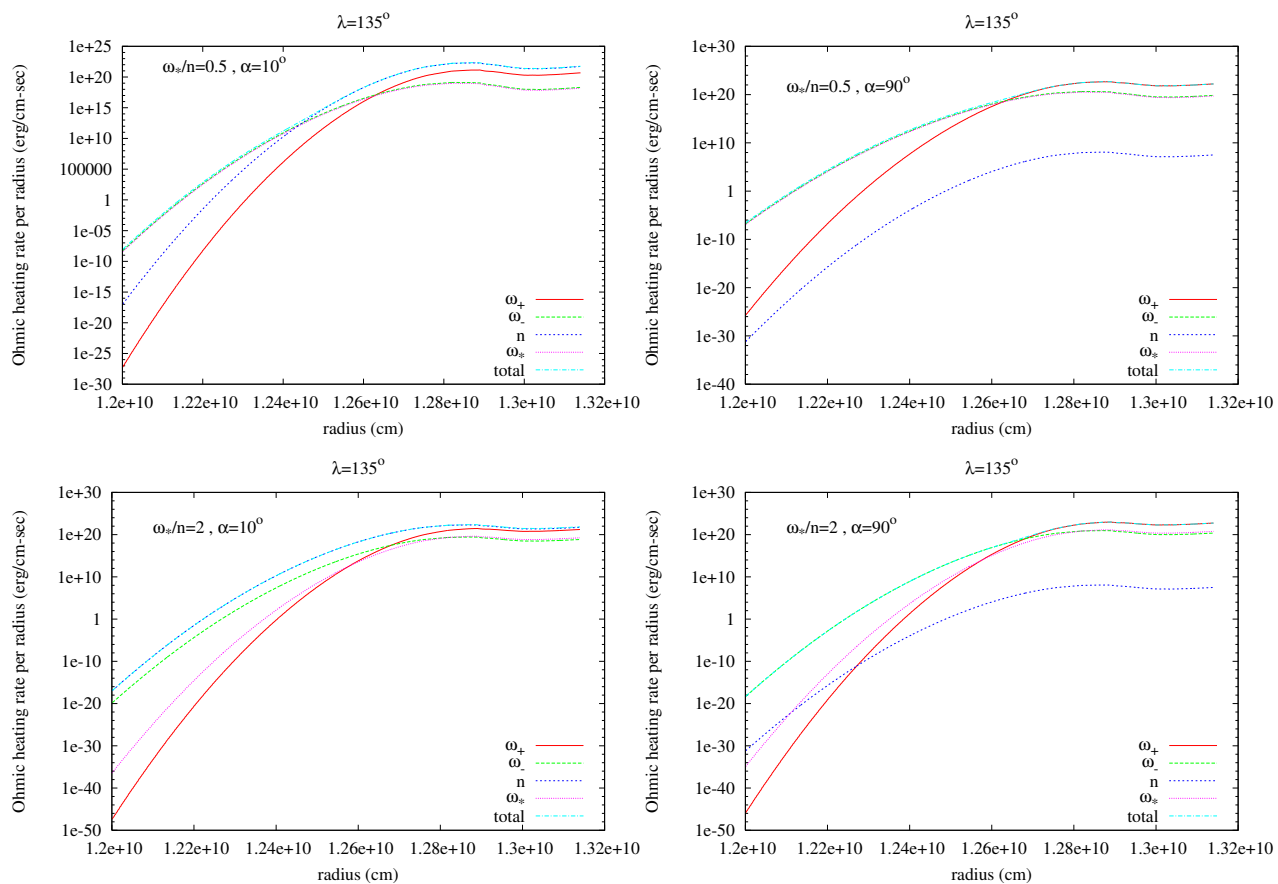 λ=135°
Ohmic heating rate per radius (erg/cm-sec)
1e+25
1e+20
1e+15
1e+10
100000
1
1e-05
1e-10
1e-15
1e-20
1e-25
1e-30
ω*/n=0.5 , α=10°
ω+
ω-
n
ω*
total
1.2e+10 1.22e+10 1.24e+10 1.26e+10 1.28e+10 1.3e+10 1.32e+10
radius (cm)
λ=135°
Ohmic heating rate per radius (erg/cm-sec)
1e+30
1e+20
1e+10
1
1e-10
1e-20
1e-30
1e-40
ω*/n=0.5 , α=90°
ω+
ω-
n
ω*
total
1.2e+10 1.22e+10 1.24e+10 1.26e+10 1.28e+10 1.3e+10 1.32e+10
radius (cm)
λ=135°
Ohmic heating rate per radius (erg/cm-sec)
1e+30
1e+20
1e+10
1
1e-10
1e-20
1e-30
1e-40
1e-50
ω*/n=2 , α=10°
ω+
ω-
n
ω*
total
1.2e+10 1.22e+10 1.24e+10 1.26e+10 1.28e+10 1.3e+10 1.32e+10
radius (cm)
λ=135°
Ohmic heating rate per radius (erg/cm-sec)
1e+30
1e+20
1e+10
1
1e-10
1e-20
1e-30
1e-40
1e-50
ω*/n=2 , α=90°
ω+
ω-
n
ω*
total
1.2e+10 1.22e+10 1.24e+10 1.26e+10 1.28e+10 1.3e+10 1.32e+10
radius (cm)